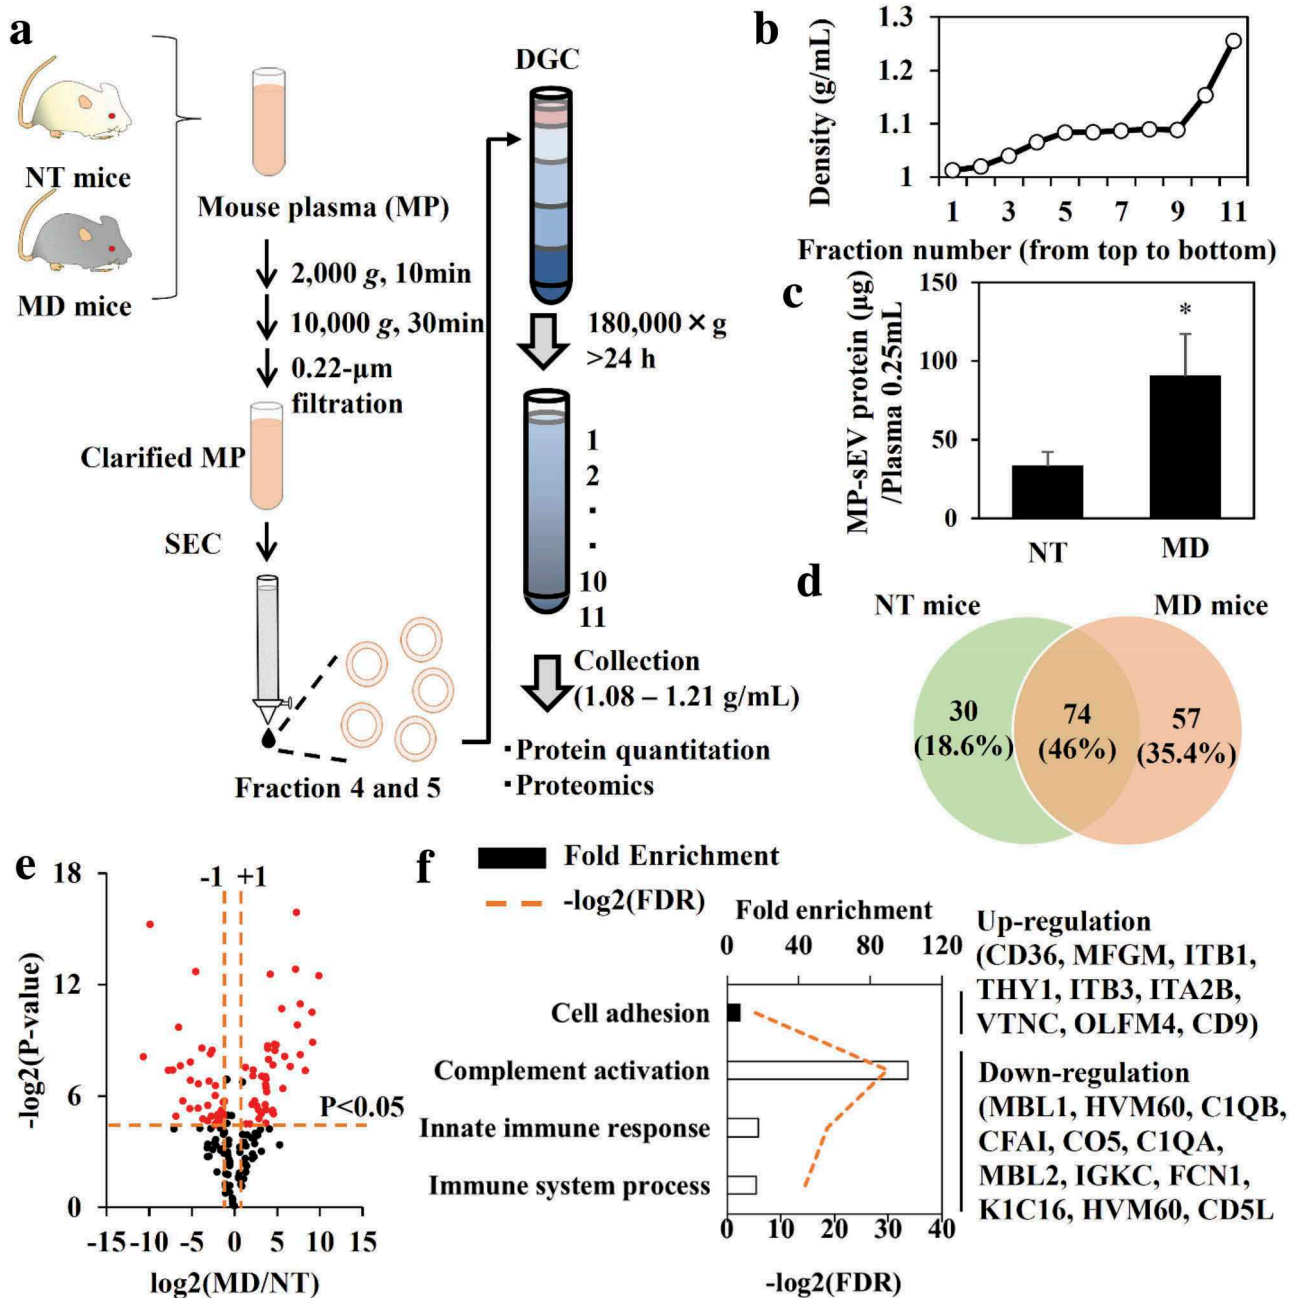 a
NT mice
MD mice
Mouse plasma (MP)
2,000 g, 10min
10,000 g, 30min
0.22-µm
filtration
Clarified MP
SEC
Fraction 4 and 5
DGC
180,000 × g
>24 h
1
2
·
·
10
11
Collection
(1.08 – 1.21 g/mL)
·Protein quantitation
·Proteomics
b
Density (g/mL)
1.3
1.2
1.1
1
1 3 5 7 9 11
Fraction number (from top to bottom)
c
MP-sEV protein (µg)
/Plasma 0.25mL
150
100
50
0
*
NT MD
d
NT mice MD mice
30
(18.6%)
74
(46%)
57
(35.4%)
e
-log2(P-value)
18
12
6
0
-1 +1
P<0.05
-15 -10 -5 0 5 10 15
log2(MD/NT)
f
Fold Enrichment
-log2(FDR)
Fold enrichment
0 40 80 120
Cell adhesion
Complement activation
Innate immune response
Immune system process
0 10 20 30 40
-log2(FDR)
Up-regulation
(CD36, MFGM, ITB1,
THY1, ITB3, ITA2B,
VTNC, OLFM4, CD9)
Down-regulation
(MBL1, HVM60, C1QB,
CFAI, CO5, C1QA,
MBL2, IGKC, FCN1,
K1C16, HVM60, CD5L